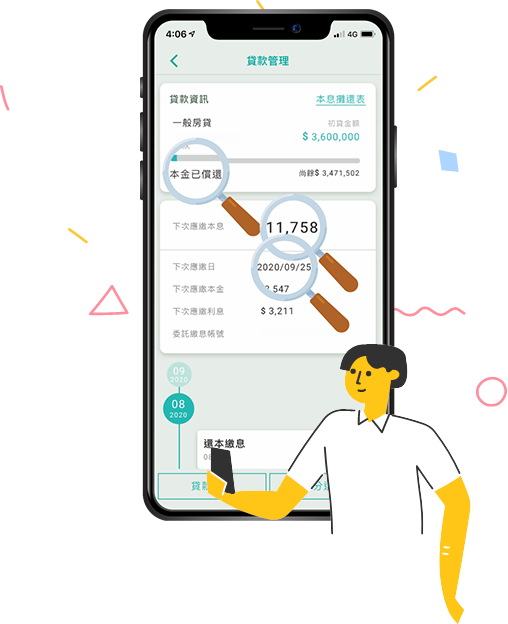 4:06 4G
貸款管理
貸款資訊 本息攤還表
一般房貸 初貸金額
$ 3,600,000
本金已償還 尚餘$ 3,471,502
下次應繳本息 11,758
下次應繳日 2020/09/25
下次應繳本金 547
下次應繳利息 $ 3,211
委託繳息帳號
09
2020
08
2020
還本繳息
貸款